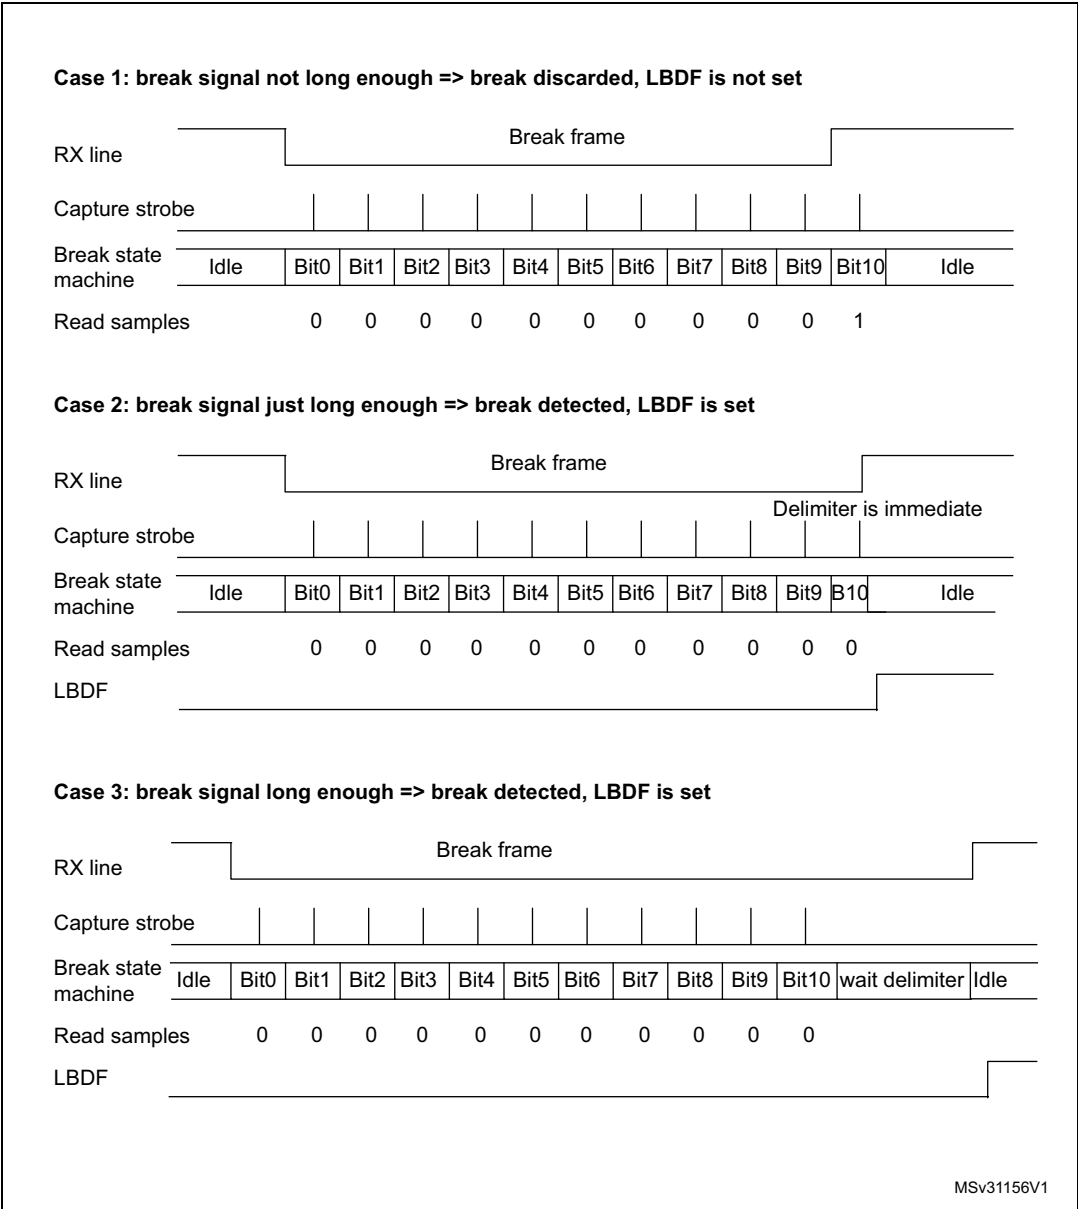 Case 1: break signal not long enough => break discarded, LBDF is not set
Break frame
RX line
Capture strobe
Break state machine
Idle Bit0 Bit1 Bit2 Bit3 Bit4 Bit5 Bit6 Bit7 Bit8 Bit9 Bit10 Idle
Read samples 0 0 0 0 0 0 0 0 0 0 1
Case 2: break signal just long enough => break detected, LBDF is set
Break frame
RX line
Delimiter is immediate
Capture strobe
Break state machine
Idle Bit0 Bit1 Bit2 Bit3 Bit4 Bit5 Bit6 Bit7 Bit8 Bit9 B10 Idle
Read samples 0 0 0 0 0 0 0 0 0 0 0
LBDF
Case 3: break signal long enough => break detected, LBDF is set
Break frame
RX line
Capture strobe
Break state machine
Idle Bit0 Bit1 Bit2 Bit3 Bit4 Bit5 Bit6 Bit7 Bit8 Bit9 Bit10 wait delimiter Idle
Read samples 0 0 0 0 0 0 0 0 0 0 0
LBDF
MSv31156V1